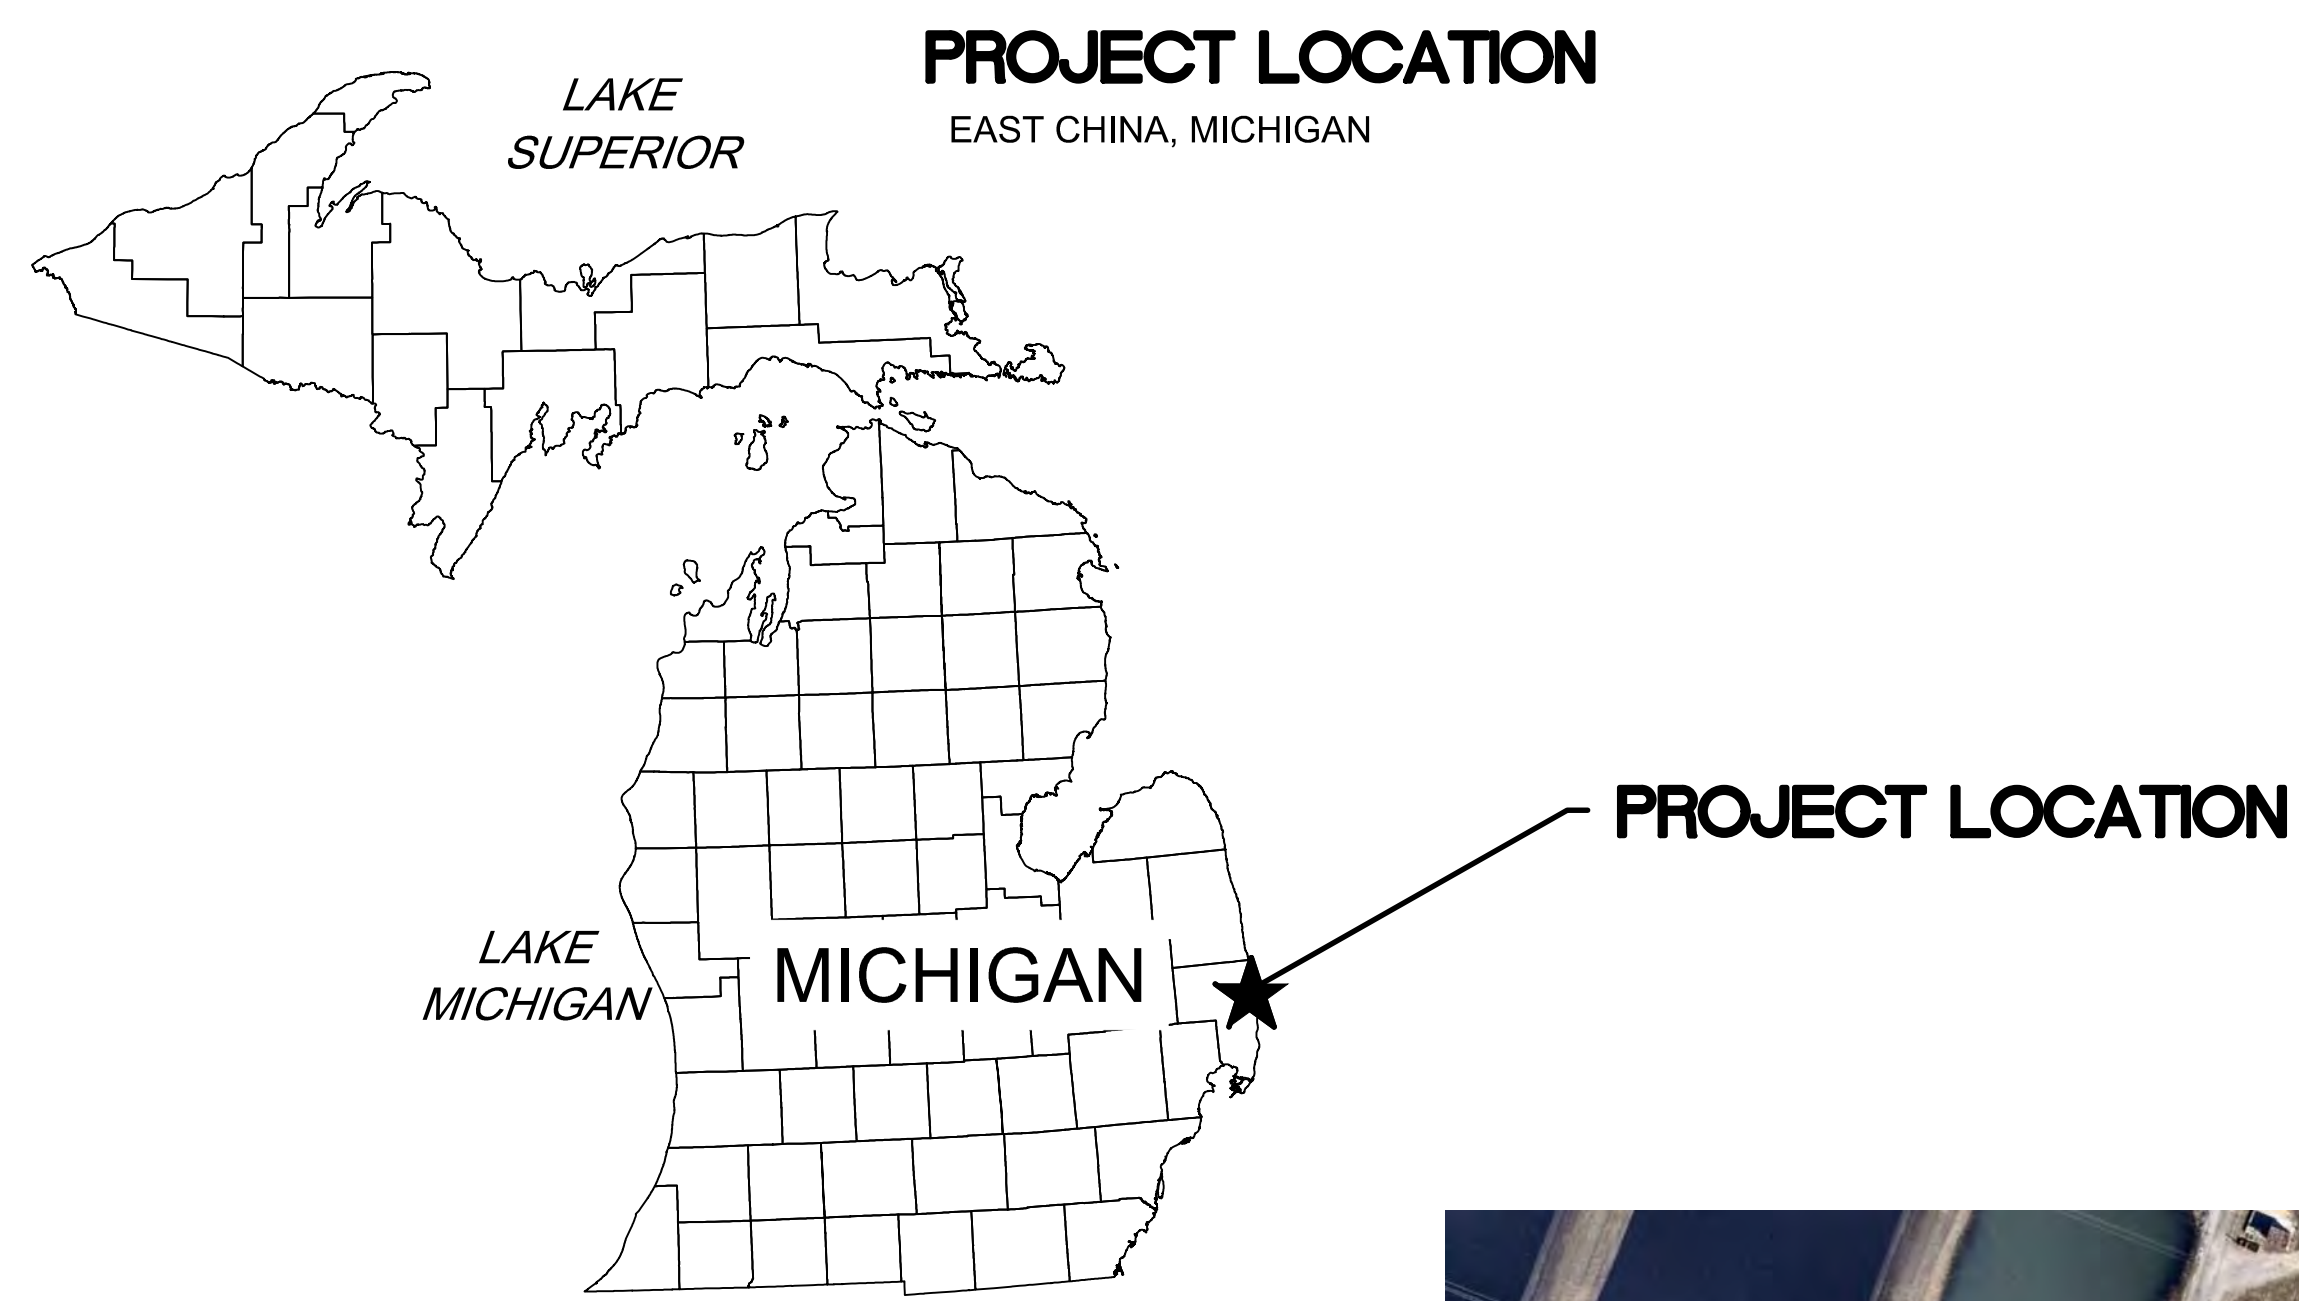 PROJECT LOCATION
EAST CHINA, MICHIGAN
LAKE
SUPERIOR
PROJECT LOCATION
LAKE
MICHIGAN
MICHIGAN